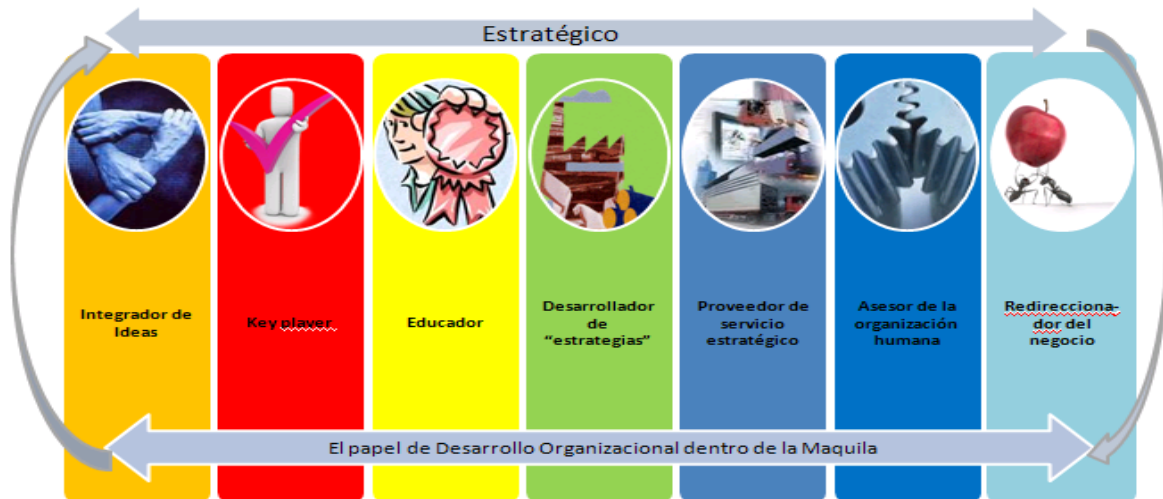 Estratégico
Integrador de
Ideas
Key player
Educador
Desarrollador
de
“estrategias”
Proveedor de
servicio
estratégico
Asesor de la
organización
humana
Redirecciona-
dor del
negocio
El papel de Desarrollo Organizacional dentro de la Maquila